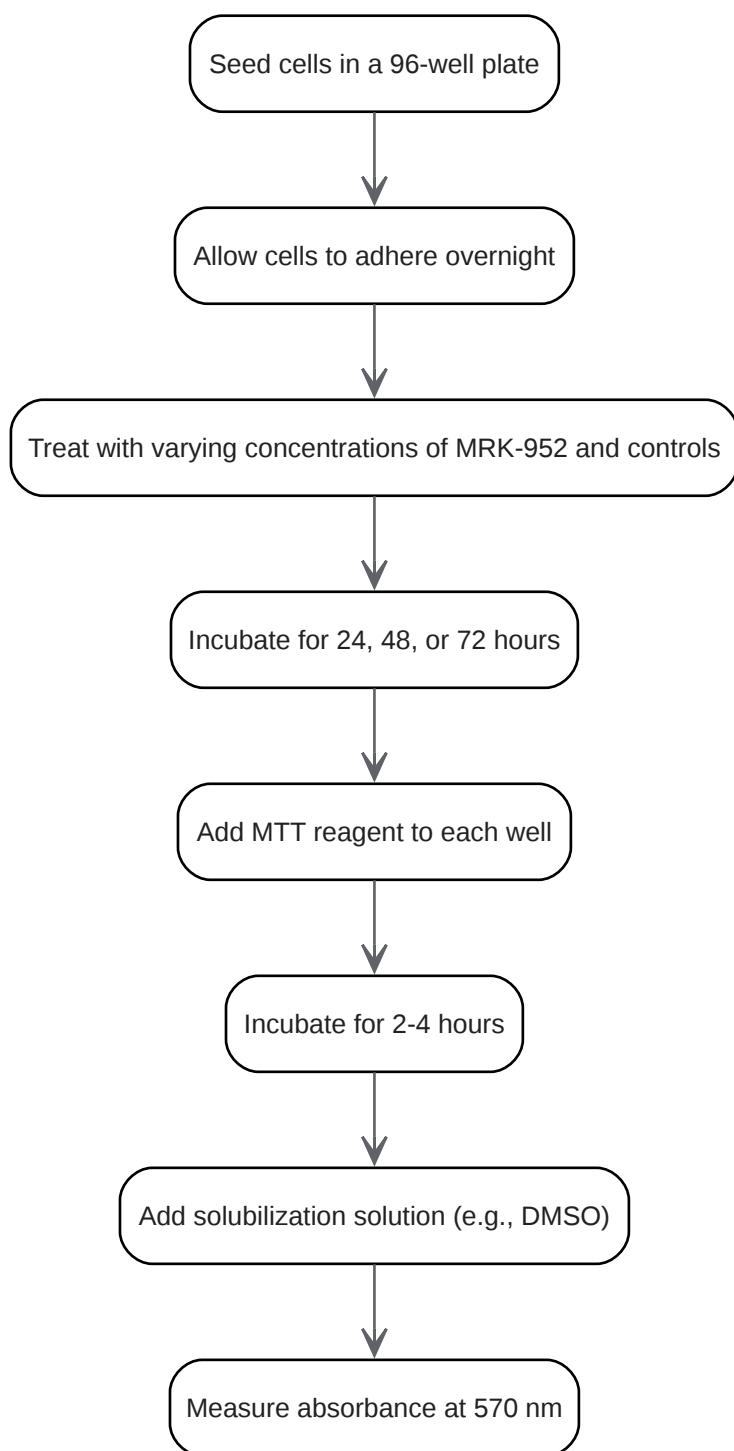 Seed cells in a 96-well plate
Allow cells to adhere overnight
Treat with varying concentrations of MRK-952 and controls
Incubate for 24, 48, or 72 hours
Add MTT reagent to each well
Incubate for 2-4 hours
Add solubilization solution (e.g., DMSO)
Measure absorbance at 570 nm